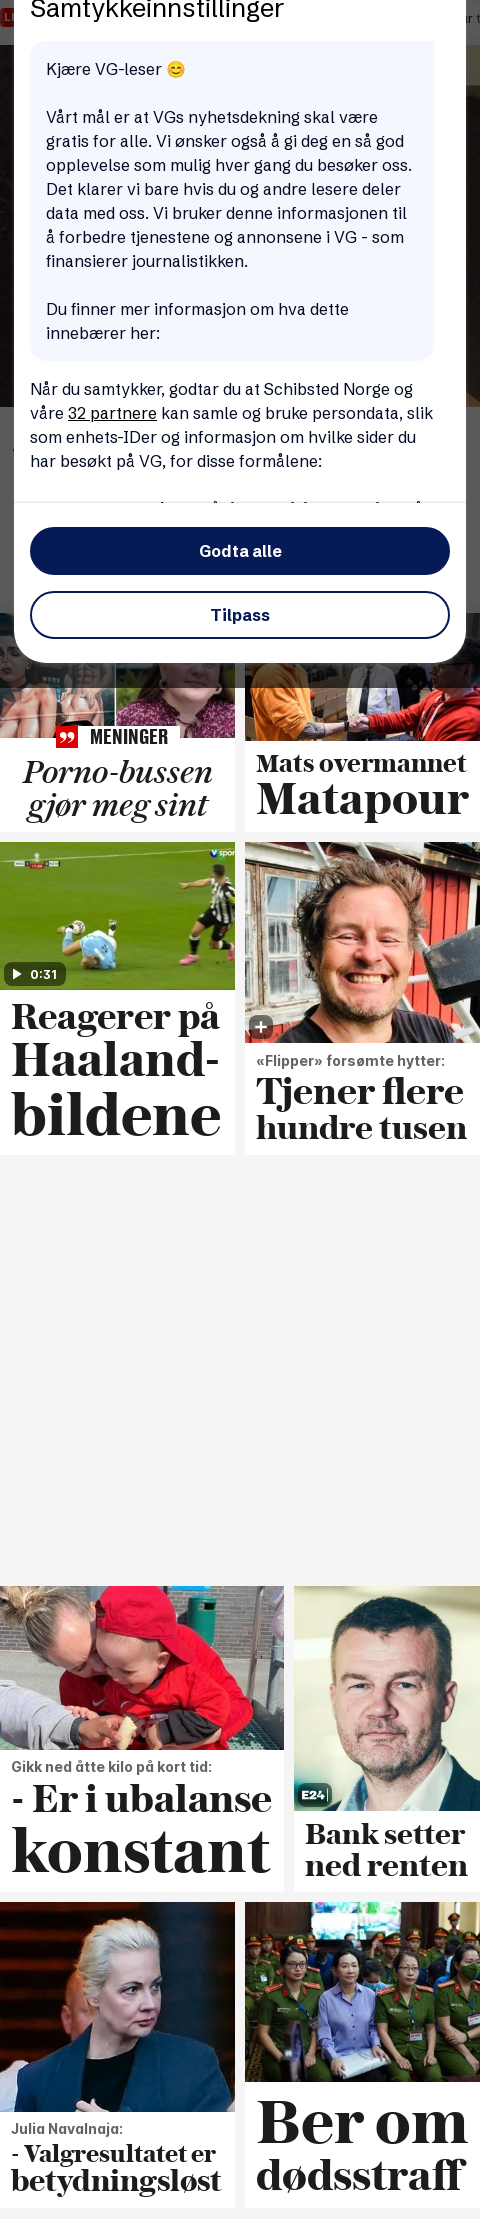 Samtykkeinnstillinger
Kjære VG-leser 😊
Vårt mål er at VGs nyhetsdekning skal være
gratis for alle. Vi ønsker også å gi deg en så god
opplevelse som mulig hver gang du besøker oss.
Det klarer vi bare hvis du og andre lesere deler
data med oss. Vi bruker denne informasjonen til
å forbedre tjenestene og annonsene i VG - som
finansierer journalistikken.
Du finner mer informasjon om hva dette
innebærer her:
Når du samtykker, godtar du at Schibsted Norge og
våre 32 partnere kan samle og bruke persondata, slik
som enhets-IDer og informasjon om hvilke sider du
har besøkt på VG, for disse formålene:
Godta alle
Tilpass
MENINGER
Porno-bussen
gjør meg sint
Mats overmannet
Matapour
V sport
0:31
Reagerer på
Haaland-
bildene
«Flipper» forsømte hytter:
Tjener flere
hundre tusen
Gikk ned åtte kilo på kort tid:
- Er i ubalanse
konstant
E24
Bank setter
ned renten
Julia Navalnaja:
- Valgresultatet er
betydningsløst
Ber om
dødsstraff